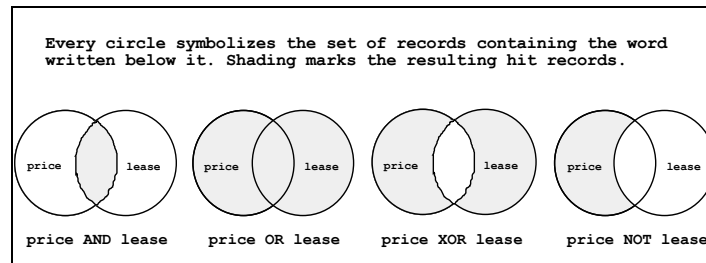 Every circle symbolizes the set of records containing the word
written below it. Shading marks the resulting hit records.
price lease price lease price lease price lease
price AND lease price OR lease price XOR lease price NOT lease